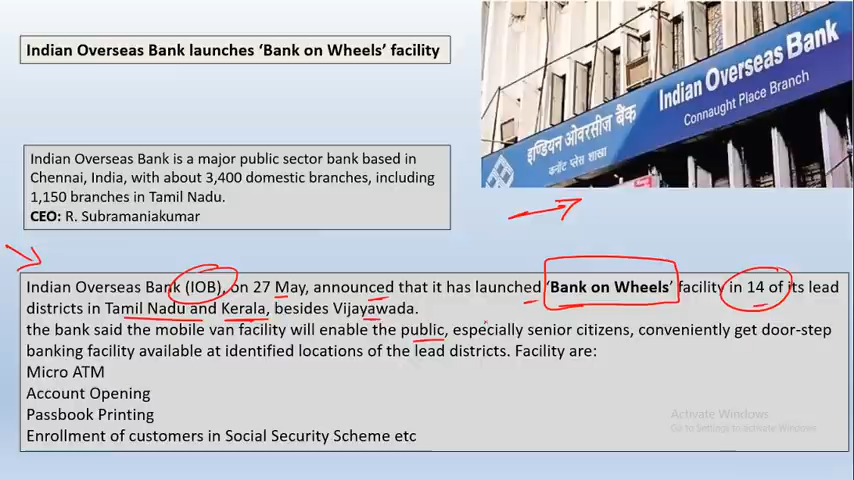 Indian Overseas Bank launches ‘Bank on Wheels’ facility
Indian Overseas Bank
इण्डियन ओवरसीज बैंक
Connaught Place Branch
कनॉट प्लेस शाखा
Indian Overseas Bank is a major public sector bank based in
Chennai, India, with about 3,400 domestic branches, including
1,150 branches in Tamil Nadu.
CEO: R. Subramaniakumar
Indian Overseas Bank (IOB), on 27 May, announced that it has launched ‘Bank on Wheels’ facility in 14 of its lead
districts in Tamil Nadu and Kerala, besides Vijayawada.
the bank said the mobile van facility will enable the public, especially senior citizens, conveniently get door-step
banking facility available at identified locations of the lead districts. Facility are:
Micro ATM
Account Opening
Passbook Printing
Enrollment of customers in Social Security Scheme etc
Activate Windows
Go to Settings to activate Windows.